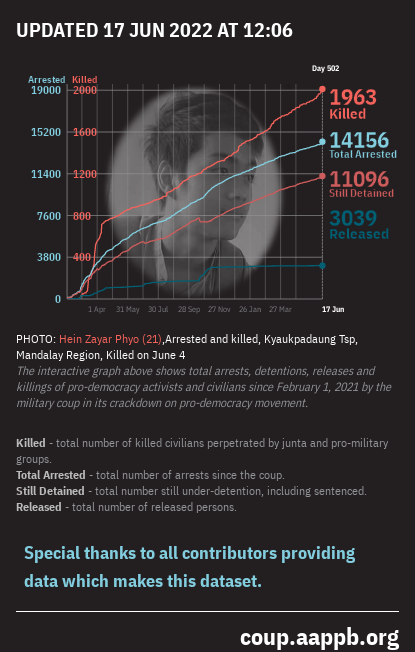 UPDATED 17 JUN 2022 AT 12:06
Day 502
Arrested Killed
19000 2000
1963
Killed
15200 1600
14156
Total Arrested
11400 1200
11096
Still Detained
7600 800
3039
Released
3800 400
0
1 Apr 31 May 30 Jul 28 Sep 27 Nov 26 Jan 27 Mar 17 Jun
PHOTO: Hein Zayar Phyo (21),Arrested and killed, Kyaukpadaung Tsp,
Mandalay Region, Killed on June 4
The interactive graph above shows total arrests, detentions, releases and
killings of pro-democracy activists and civilians since February 1, 2021 by the
military coup in its crackdown on pro-democracy movement.
Killed - total number of killed civilians perpetrated by junta and pro-military
groups.
Total Arrested - total number of arrests since the coup.
Still Detained - total number still under-detention, including sentenced.
Released - total number of released persons.
Special thanks to all contributors providing
data which makes this dataset.
coup.aappb.org